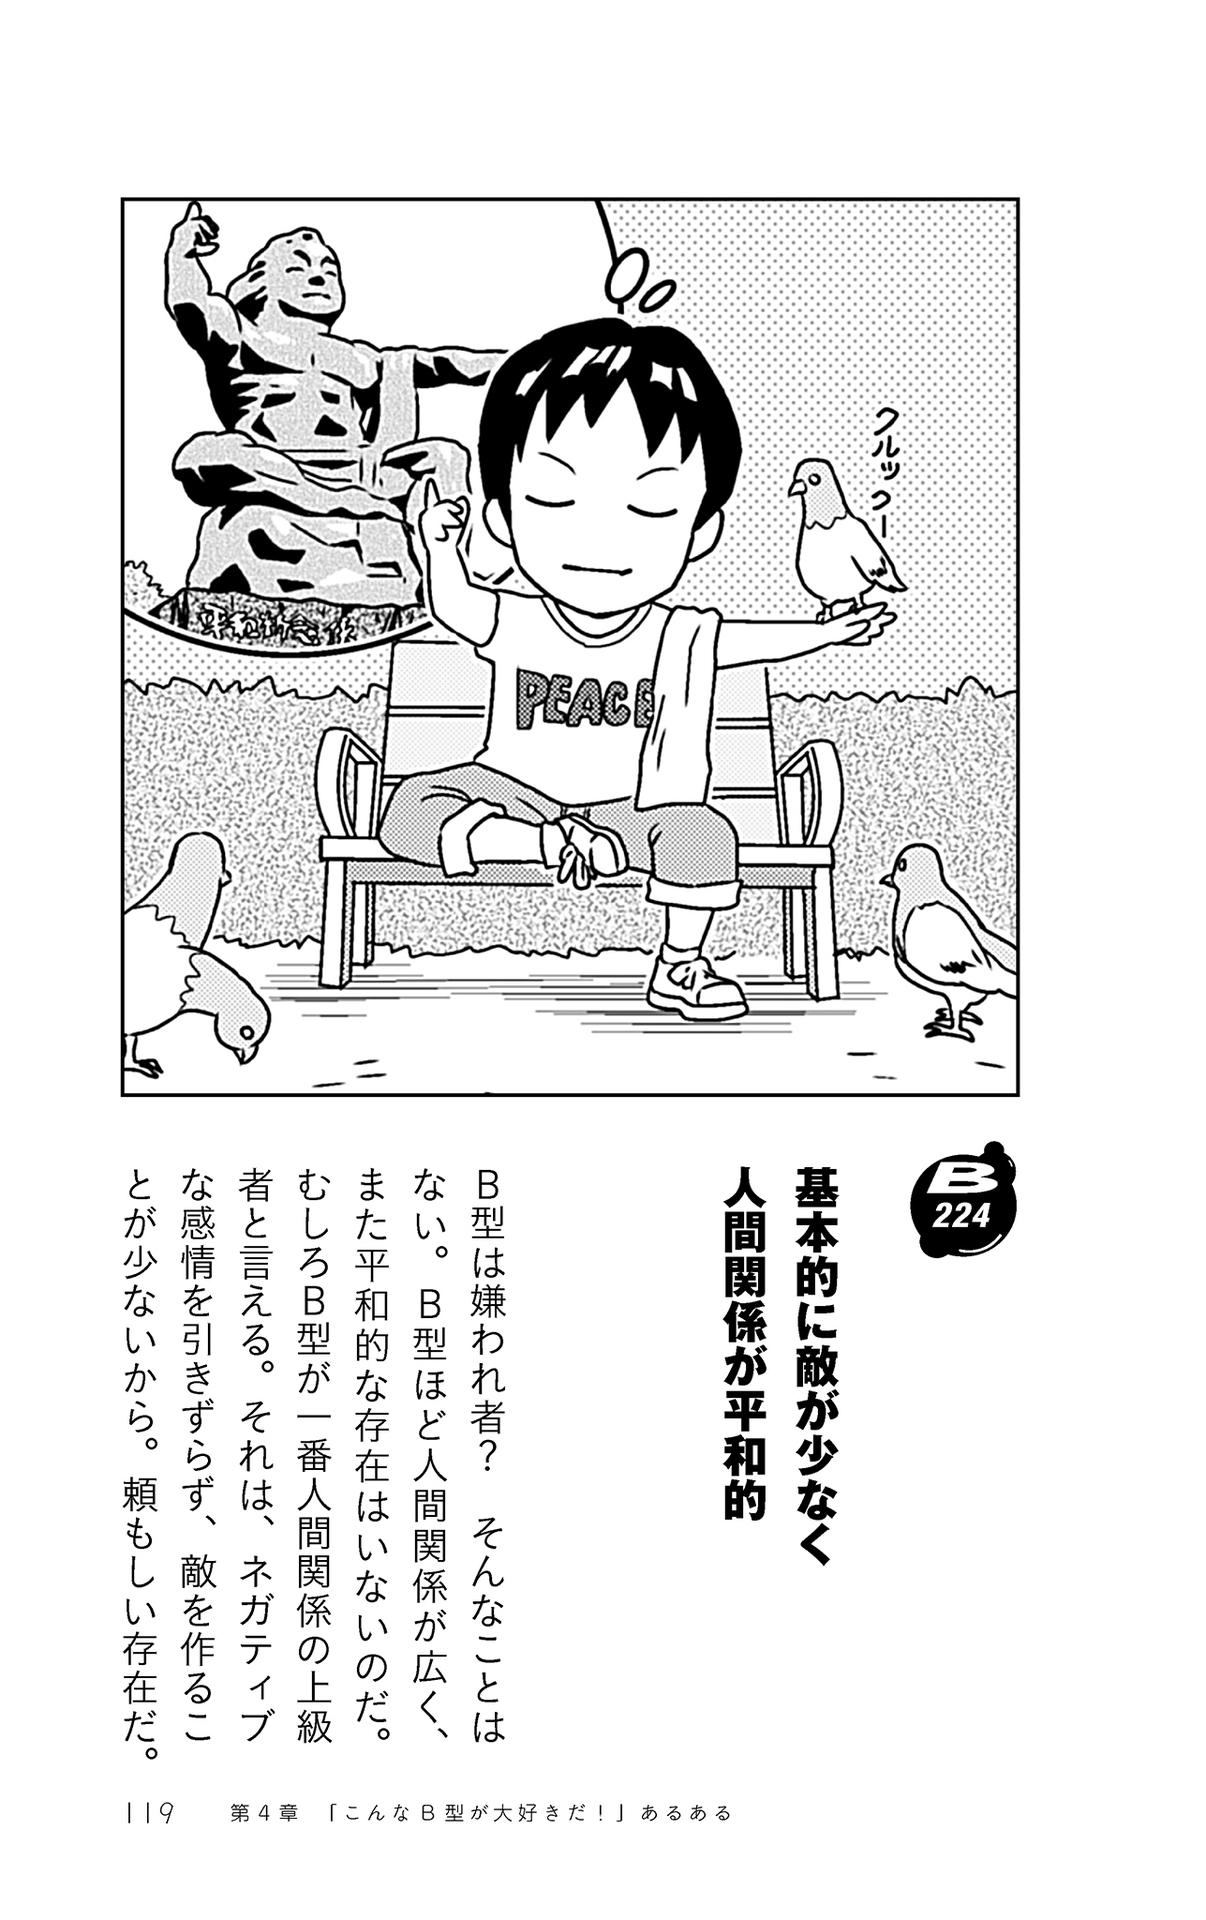 平和祈念像
クルックー
PEACE
B
224
基本的に敵が少なく
人間関係が平和的
B型は嫌われ者?　そんなことは
ない。B型ほど人間関係が広く、
また平和的な存在はいないのだ。
むしろB型が一番人間関係の上級
者と言える。それは、ネガティブ
な感情を引きずらず、敵を作るこ
とが少ないから。頼もしい存在だ。
119　第4章　「こんなB型が大好きだ!」あるある